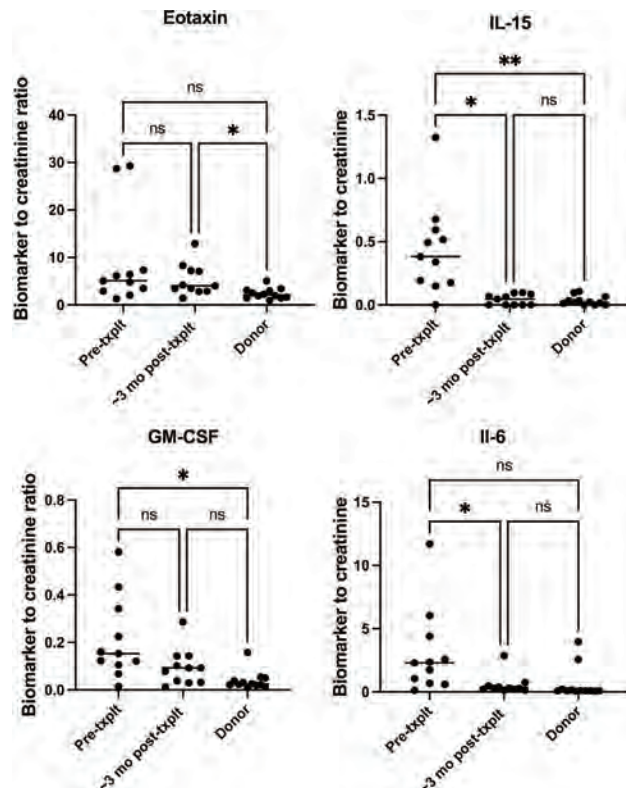 Eotaxin
Biomarker to creatinine ratio
40
30
20
10
0
ns
ns
*
Pre-txplt
~3 mo post-txplt
Donor
IL-15
Biomarker to creatinine
1.5
1.0
0.5
0.0
**
*
ns
Pre-txplt
~3 mo post-txplt
Donor
GM-CSF
Biomarker to creatinine ratio
0.8
0.6
0.4
0.2
0.0
*
ns
ns
Pre-txplt
~3 mo post-txplt
Donor
Il-6
Biomarker to creatinine
15
10
5
0
ns
*
ns
Pre-txplt
~3 mo post-txplt
Donor